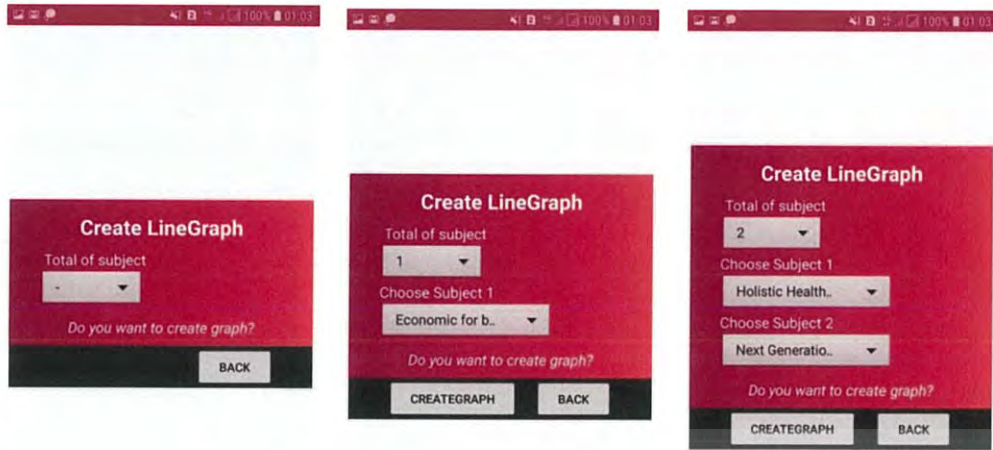 100% 01:03
Create LineGraph
Total of subject
-
Do you want to create graph?
BACK
100% 01:03
Create LineGraph
Total of subject
1
Choose Subject 1
Economic for b..
Do you want to create graph?
CREATEGRAPH BACK
100% 01:03
Create LineGraph
Total of subject
2
Choose Subject 1
Holistic Health..
Choose Subject 2
Next Generatio..
Do you want to create graph?
CREATEGRAPH BACK